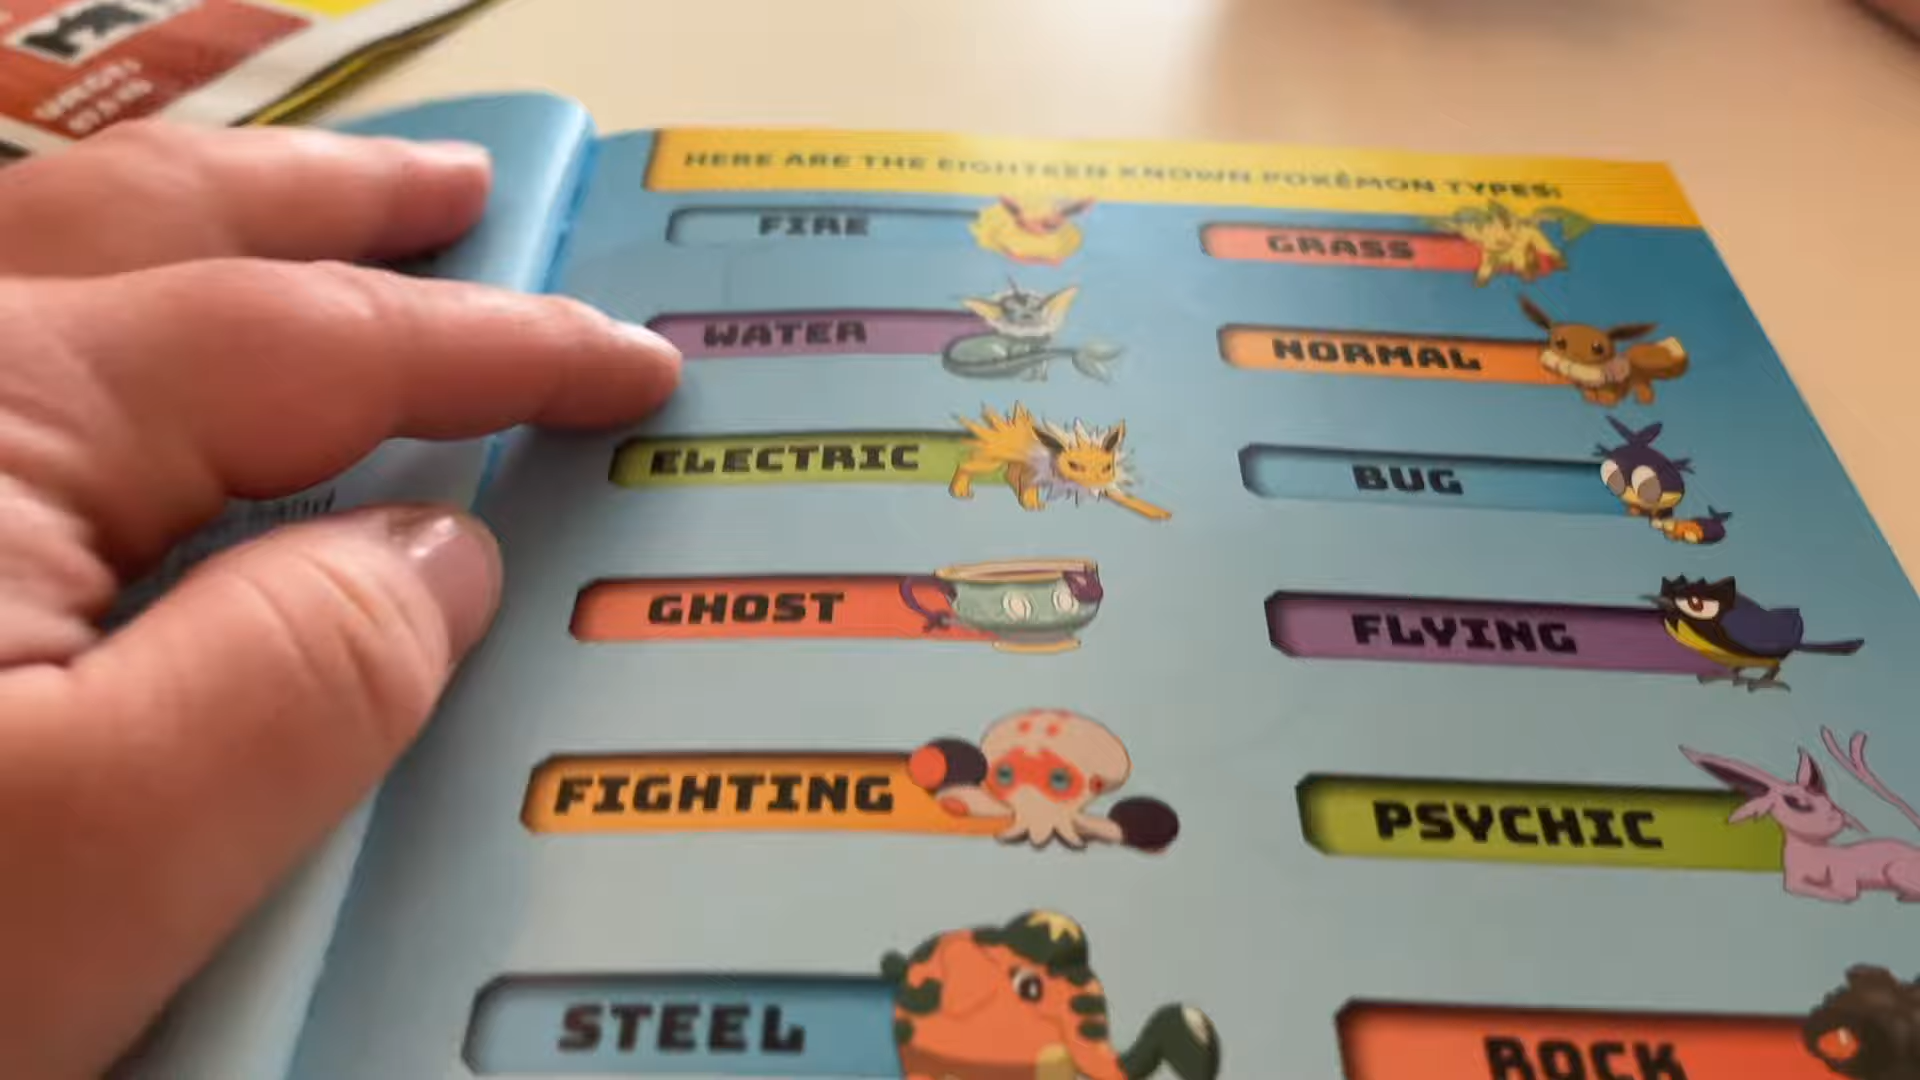 HERE ARE THE EIGHTEEN KNOWN POKÉMON TYPES:
FIRE
GRASS
WATER
NORMAL
ELECTRIC
BUG
GHOST
FLYING
FIGHTING
PSYCHIC
STEEL
ROCK